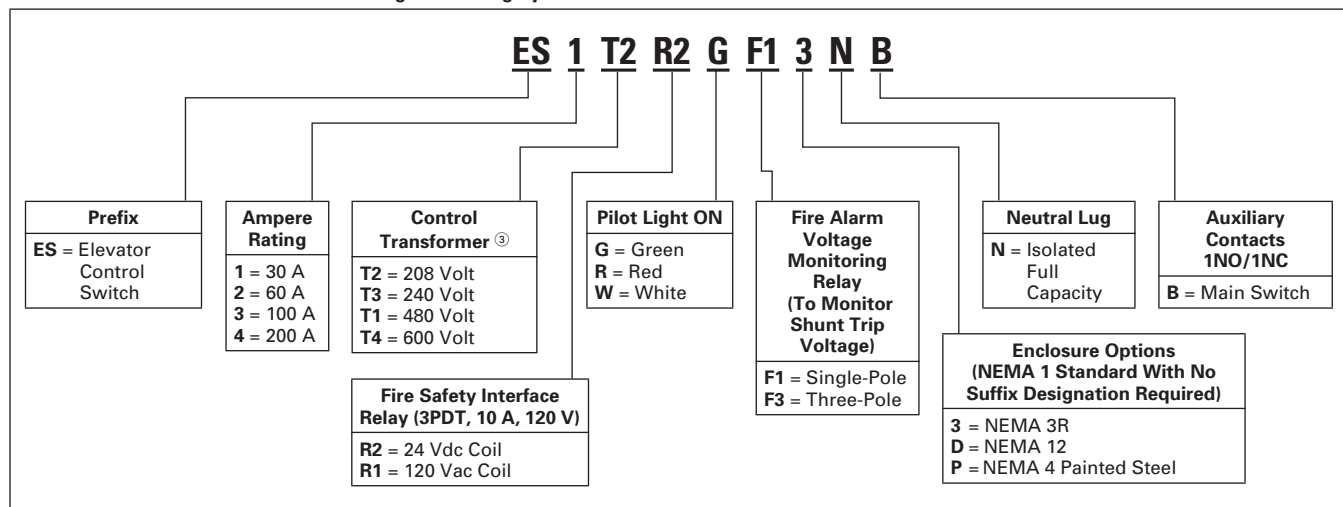 ES 1 T2 R2 G F1 3 N B
Prefix
ES = Elevator
Control
Switch
Ampere
Rating
1 = 30 A
2 = 60 A
3 = 100 A
4 = 200 A
Control
Transformer ③
T2 = 208 Volt
T3 = 240 Volt
T1 = 480 Volt
T4 = 600 Volt
Fire Safety Interface
Relay (3PDT, 10 A, 120 V)
R2 = 24 Vdc Coil
R1 = 120 Vac Coil
Pilot Light ON
G = Green
R = Red
W = White
Fire Alarm
Voltage
Monitoring
Relay
(To Monitor
Shunt Trip
Voltage)
F1 = Single-Pole
F3 = Three-Pole
Enclosure Options
(NEMA 1 Standard With No
Suffix Designation Required)
3 = NEMA 3R
D = NEMA 12
P = NEMA 4 Painted Steel
Neutral Lug
N = Isolated
Full
Capacity
Auxiliary
Contacts
1NO/1NC
B = Main Switch